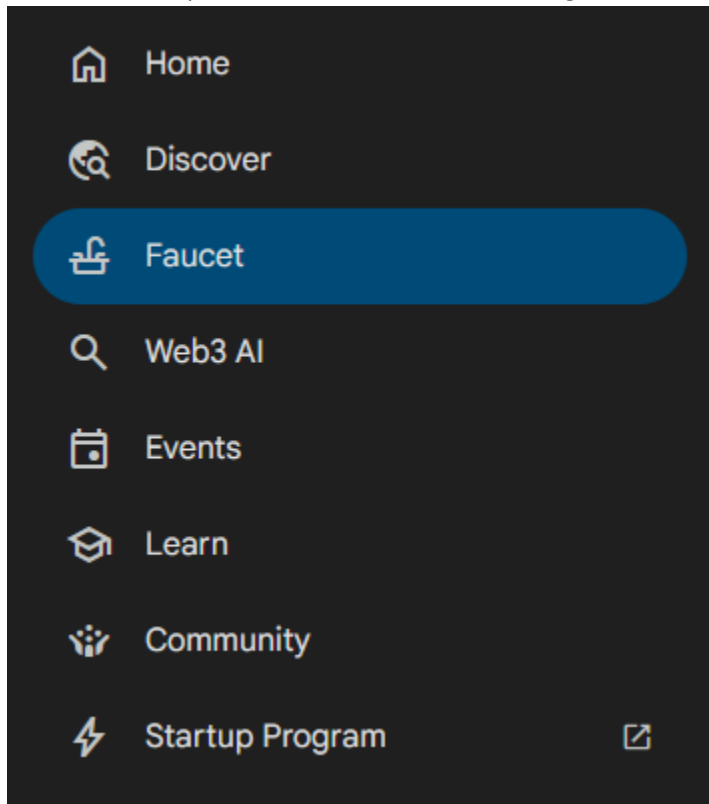 Home
Discover
Faucet
Web3 AI
Events
Learn
Community
Startup Program